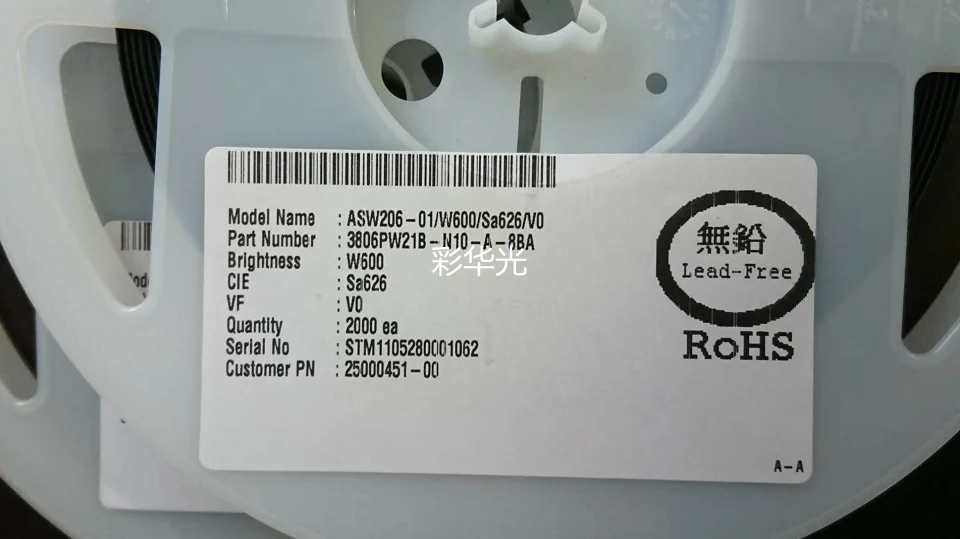 Model Name : ASW206-01/W600/Sa626/V0
Part Number : 3806PW21B-N10-A-8BA
Brightness : W600
彩华光
CIE : Sa626
VF : V0
Quantity : 2000 ea
Serial No : STM1105280001062
Customer PN : 25000451-00
無鉛
Lead-Free
RoHS
A-A